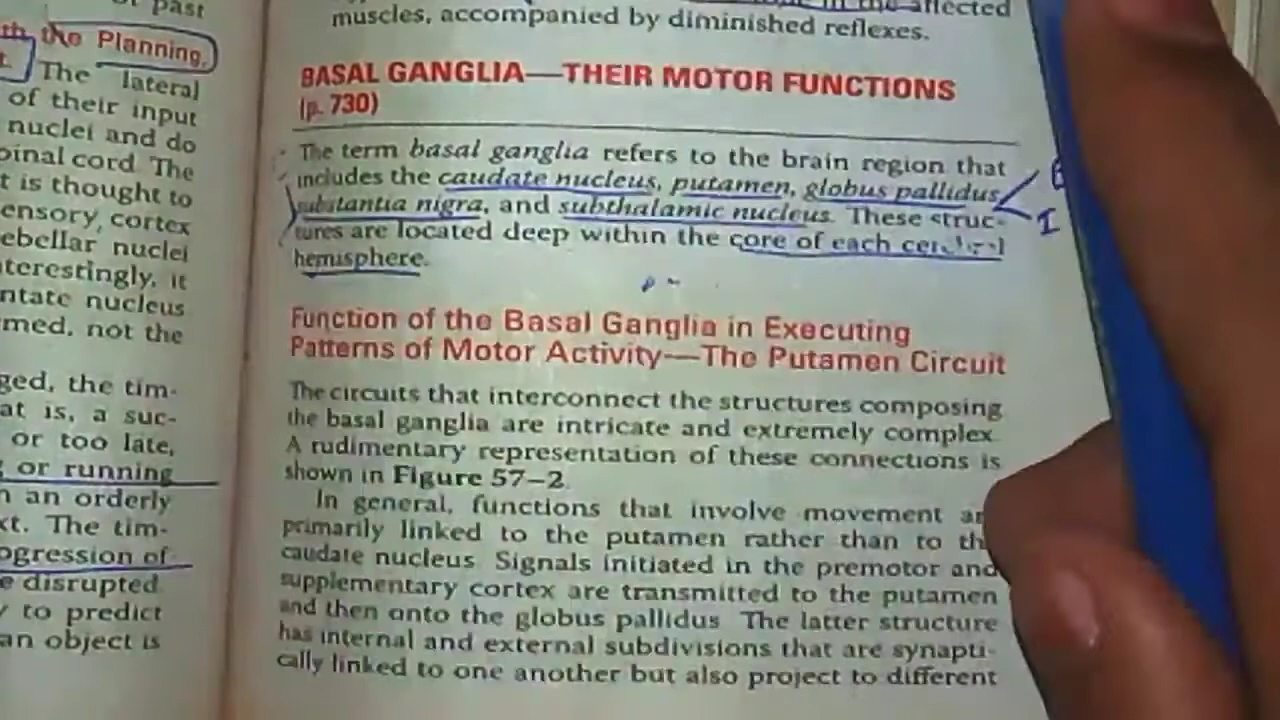 past
th the Planning,
t. The lateral
of their input
nuclei and do
pinal cord. The
t is thought to
ensory, cortex
ebellar nuclei
nterestingly, it
ntate nucleus
rmed, not the
ged, the tim-
at is, a suc-
or too late,
or running
n an orderly
xt. The tim-
ogression of
e disrupted
y to predict
an object is
in the affected
muscles, accompanied by diminished reflexes.
BASAL GANGLIA—THEIR MOTOR FUNCTIONS
(p. 730)
The term basal ganglia refers to the brain region that
includes the caudate nucleus, putamen, globus pallidus,
substantia nigra, and subthalamic nucleus. These struc-
tures are located deep within the core of each
hemisphere.
E
I
Function of the Basal Ganglia in Executing
Patterns of Motor Activity—The Putamen Circuit
The circuits that interconnect the structures composing
the basal ganglia are intricate and extremely complex.
A rudimentary representation of these connections is
shown in Figure 57–2.
In general, functions that involve movement
primarily linked to the putamen rather than to
caudate nucleus. Signals initiated in the premotor and
supplementary cortex are transmitted to the putamen
and then onto the globus pallidus. The latter structure
has internal and external subdivisions that are synapti-
cally linked to one another but also project to different